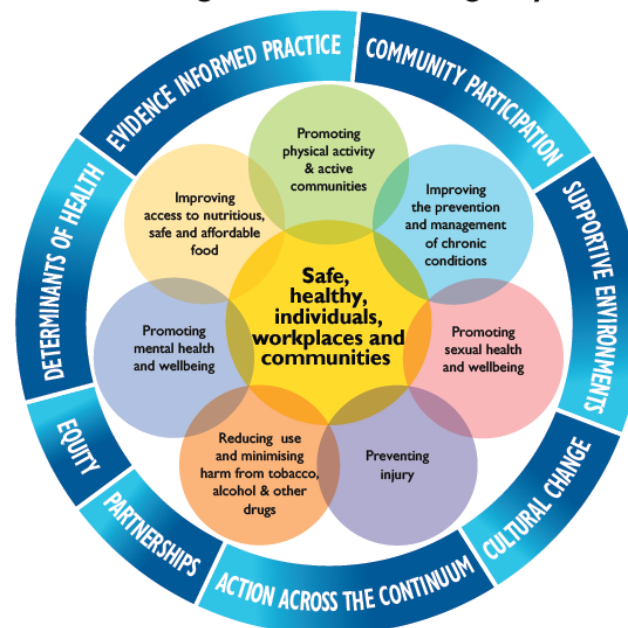 EVIDENCE INFORMED PRACTICE
COMMUNITY PARTICIPATION
SUPPORTIVE ENVIRONMENTS
CULTURAL CHANGE
ACTION ACROSS THE CONTINUUM
PARTNERSHIPS
EQUITY
DETERMINANTS OF HEALTH
Promoting
physical activity
& active
communities
Improving
the prevention
and management
of chronic
conditions
Promoting
sexual health
and wellbeing
Preventing
injury
Reducing use
and minimising
harm from tobacco,
alcohol & other
drugs
Promoting
mental health
and wellbeing
Improving
access to nutritious,
safe and affordable
food
Safe,
healthy,
individuals,
workplaces and
communities